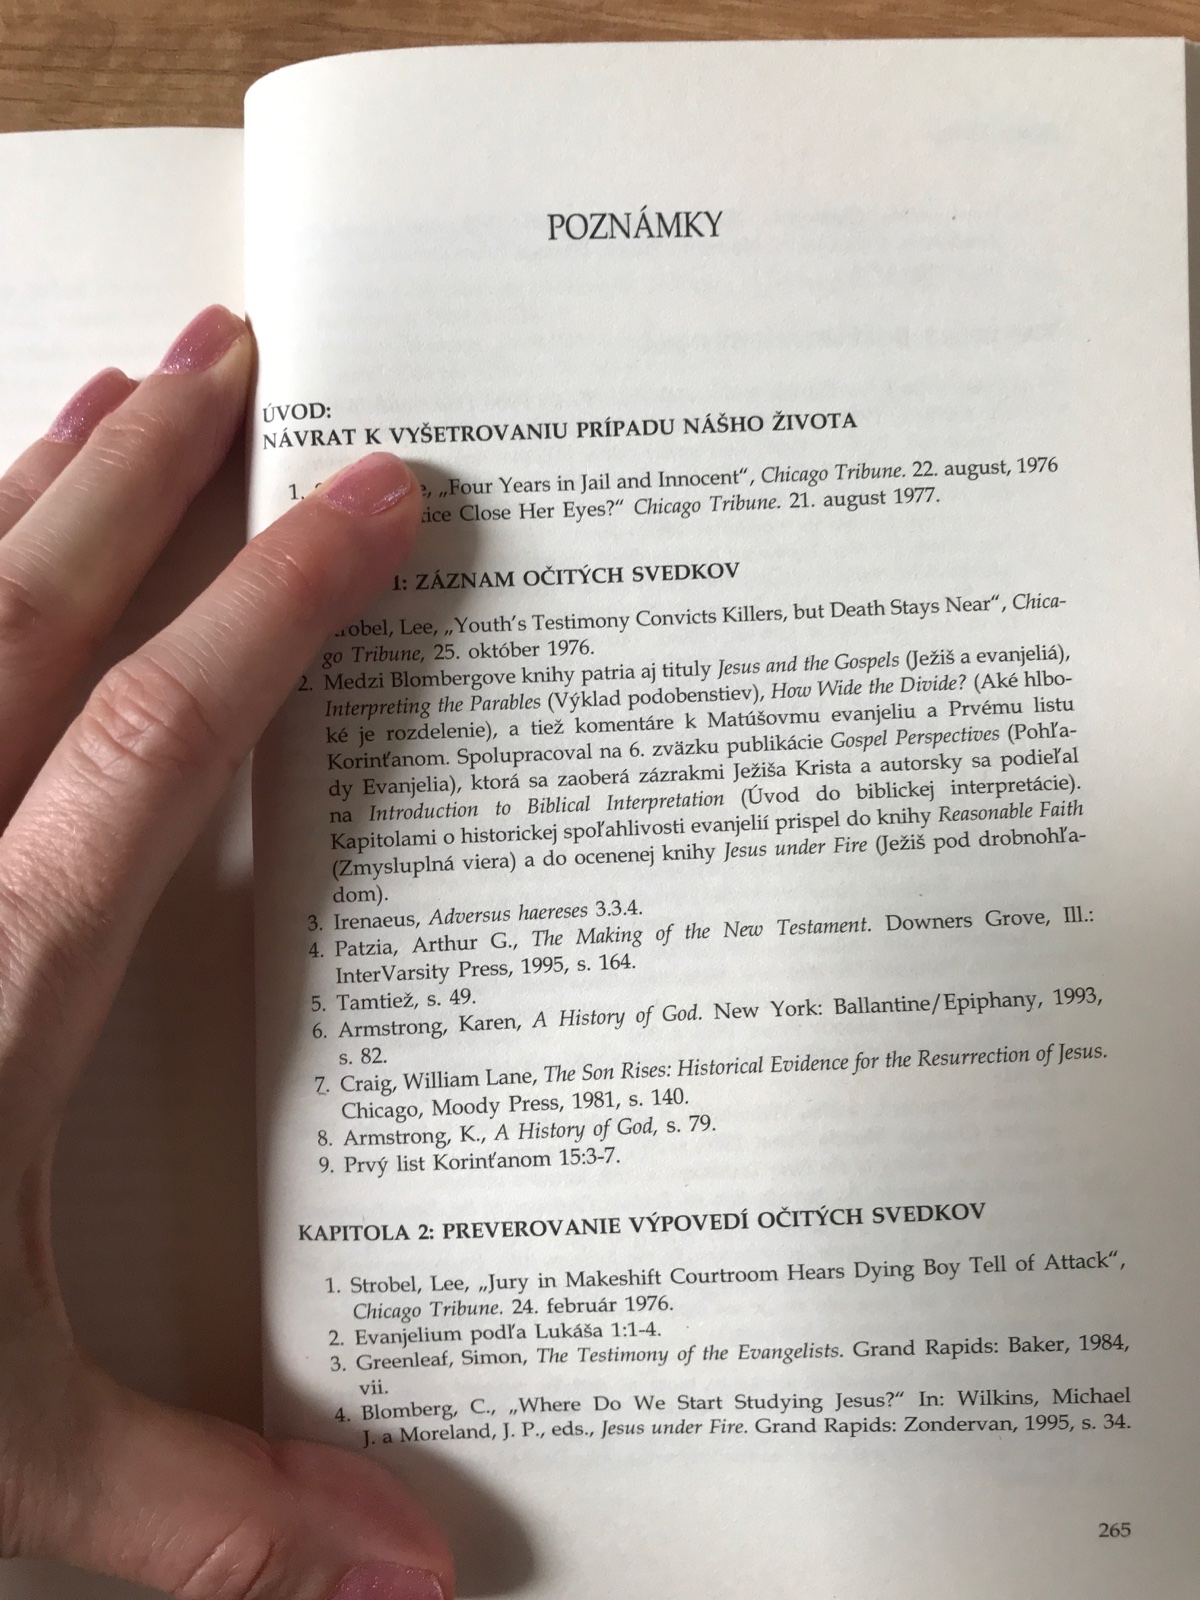 POZNÁMKY
ÚVOD:
NÁVRAT K VYŠETROVANIU PRÍPADU NÁŠHO ŽIVOTA
1. „Four Years in Jail and Innocent“, Chicago Tribune. 22. august, 1976
Close Her Eyes?“ Chicago Tribune. 21. august 1977.
1: ZÁZNAM OČITÝCH SVEDKOV
Lee, „Youth's Testimony Convicts Killers, but Death Stays Near“, Chica-
go Tribune, 25. október 1976.
2. Medzi Blombergove knihy patria aj tituly Jesus and the Gospels (Ježiš a evanjeliá),
Interpreting the Parables (Výklad podobenstiev), How Wide the Divide? (Aké hlbo-
ké je rozdelenie), a tiež komentáre k Matúšovmu evanjeliu a Prvému listu
Korinťanom. Spolupracoval na 6. zväzku publikácie Gospel Perspectives (Pohľa-
dy Evanjelia), ktorá sa zaoberá zázrakmi Ježiša Krista a autorsky sa podieľal
na Introduction to Biblical Interpretation (Úvod do biblickej interpretácie).
Kapitolami o historickej spoľahlivosti evanjelií prispel do knihy Reasonable Faith
(Zmysluplná viera) a do ocenenej knihy Jesus under Fire (Ježiš pod drobnohľa-
dom).
3. Irenaeus, Adversus haereses 3.3.4.
4. Patzia, Arthur G., The Making of the New Testament. Downers Grove, Ill.:
InterVarsity Press, 1995, s. 164.
5. Tamtiež, s. 49.
6. Armstrong, Karen, A History of God. New York: Ballantine/Epiphany, 1993,
s. 82.
7. Craig, William Lane, The Son Rises: Historical Evidence for the Resurrection of Jesus.
Chicago, Moody Press, 1981, s. 140.
8. Armstrong, K., A History of God, s. 79.
9. Prvý list Korinťanom 15:3-7.
KAPITOLA 2: PREVEROVANIE VÝPOVEDÍ OČITÝCH SVEDKOV
1. Strobel, Lee, „Jury in Makeshift Courtroom Hears Dying Boy Tell of Attack“,
Chicago Tribune. 24. február 1976.
2. Evanjelium podľa Lukáša 1:1-4.
3. Greenleaf, Simon, The Testimony of the Evangelists. Grand Rapids: Baker, 1984,
vii.
4. Blomberg, C., „Where Do We Start Studying Jesus?“ In: Wilkins, Michael
J. a Moreland, J. P., eds., Jesus under Fire. Grand Rapids: Zondervan, 1995, s. 34.
265